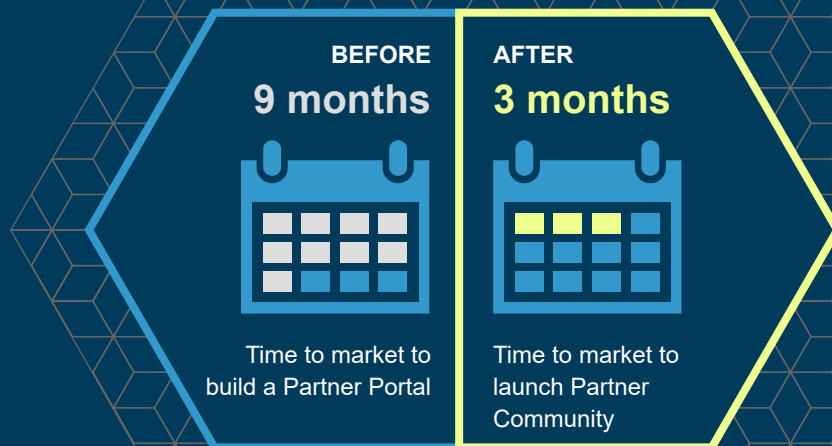 BEFORE
9 months
Time to market to
build a Partner Portal
AFTER
3 months
Time to market to
launch Partner
Community